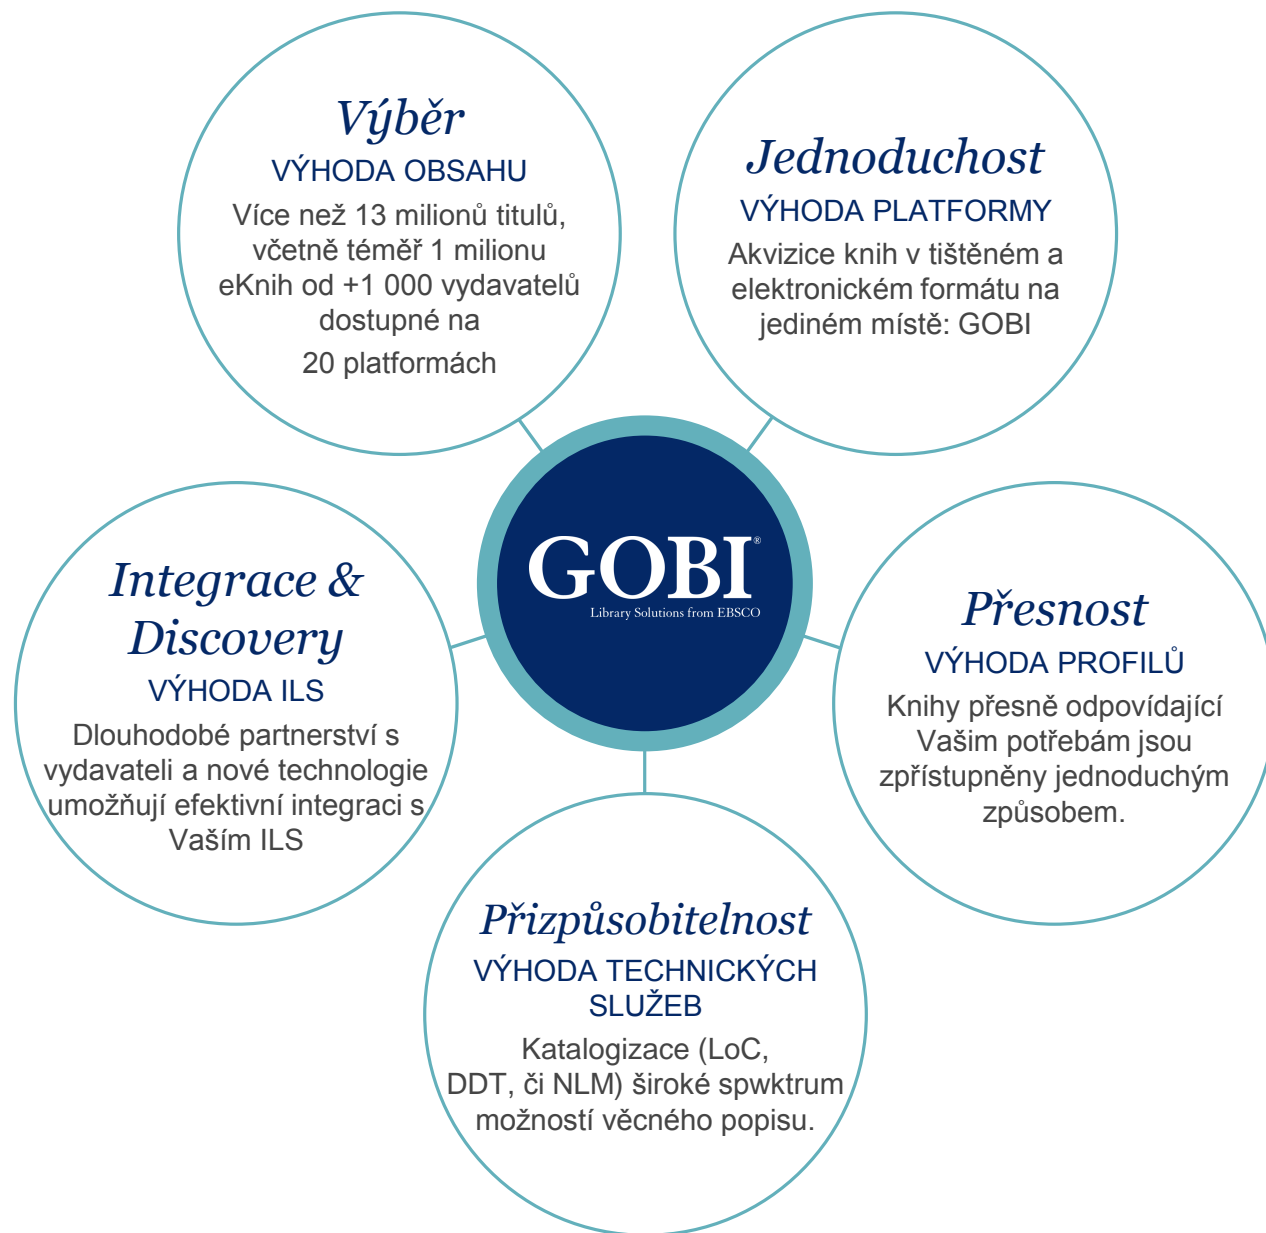 Výběr
VÝHODA OBSAHU
Více než 13 milionů titulů,
včetně téměř 1 milionu
eKnih od +1 000 vydavatelů
dostupné na
20 platformách
Jednoduchost
VÝHODA PLATFORMY
Akvizice knih v tištěném a
elektronickém formátu na
jediném místě: GOBI
GOBI®
Library Solutions from EBSCO
Integrace &
Discovery
VÝHODA ILS
Dlouhodobé partnerství s
vydavateli a nové technologie
umožňují efektivní integraci s
Vaším ILS
Přesnost
VÝHODA PROFILŮ
Knihy přesně odpovídající
Vašim potřebám jsou
zpřístupněny jednoduchým
způsobem.
Přizpůsobitelnost
VÝHODA TECHNICKÝCH
SLUŽEB
Katalogizace (LoC,
DDT, či NLM) široké spwktrum
možností věcného popisu.